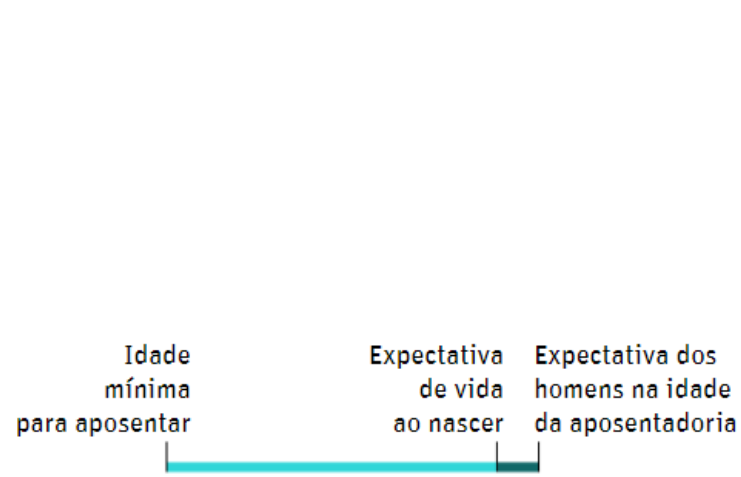 Idade
mínima
para aposentar
Expectativa
de vida
ao nascer
Expectativa dos
homens na idade
da aposentadoria